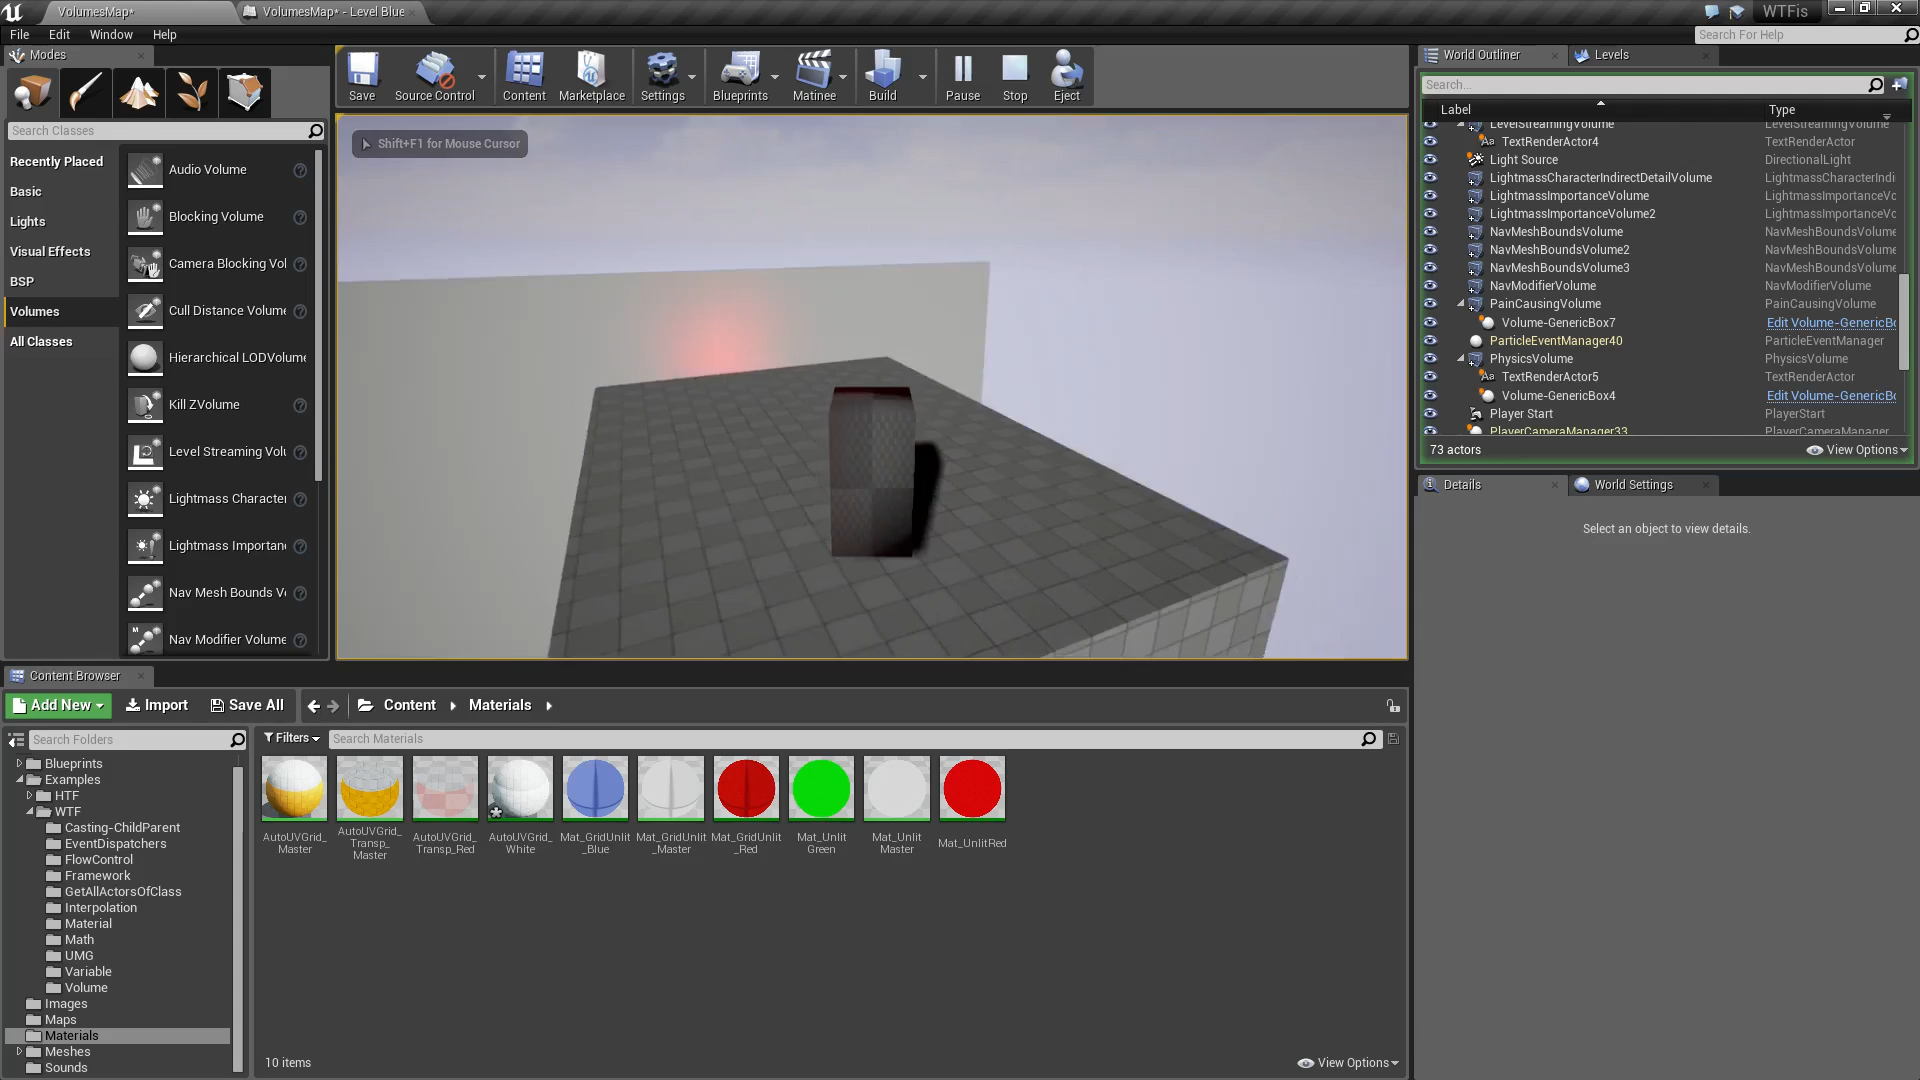 VolumesMap*
VolumesMap* - Level Blue
WTFis
File
Edit
Window
Help
Search For Help
Modes
Save
Source Control
Content
Marketplace
Settings
Blueprints
Matinee
Build
Pause
Stop
Eject
World Outliner
Levels
Search...
Label
Type
Search Classes
Recently Placed
Basic
Lights
Visual Effects
BSP
Volumes
All Classes
Audio Volume
Blocking Volume
Camera Blocking Vol
Cull Distance Volume
Hierarchical LODVolume
Kill ZVolume
Level Streaming Volu
Lightmass Character
Lightmass Importan
Nav Mesh Bounds V
Nav Modifier Volume
Shift+F1 for Mouse Cursor
LevelStreamingVolume LevelStreamingVolume
TextRenderActor4 TextRenderActor
Light Source DirectionalLight
LightmassCharacterIndirectDetailVolume LightmassCharacterIndi
LightmassImportanceVolume LightmassImportanceVc
LightmassImportanceVolume2 LightmassImportanceVc
NavMeshBoundsVolume NavMeshBoundsVolume
NavMeshBoundsVolume2 NavMeshBoundsVolume
NavMeshBoundsVolume3 NavMeshBoundsVolume
NavModifierVolume NavModifierVolume
PainCausingVolume PainCausingVolume
Volume-GenericBox7 Edit Volume-GenericBo
ParticleEventManager40 ParticleEventManager
PhysicsVolume PhysicsVolume
TextRenderActor5 TextRenderActor
Volume-GenericBox4 Edit Volume-GenericBo
Player Start PlayerStart
PlayerCameraManager33 PlayerCameraManager
73 actors
View Options
Details
World Settings
Select an object to view details.
Content Browser
Add New
Import
Save All
Content
Materials
Search Folders
Filters
Search Materials
Blueprints
Examples
HTF
WTF
Casting-ChildParent
EventDispatchers
FlowControl
Framework
GetAllActorsOfClass
Interpolation
Material
Math
UMG
Variable
Volume
Images
Maps
Materials
Meshes
Sounds
AutoUVGrid_
Master
AutoUVGrid_
Transp_
Master
AutoUVGrid_
Transp_Red
AutoUVGrid_
White
Mat_GridUnlit
_Blue
Mat_GridUnlit
_Master
Mat_GridUnlit
_Red
Mat_Unlit
Green
Mat_Unlit
Master
Mat_UnlitRed
10 items
View Options